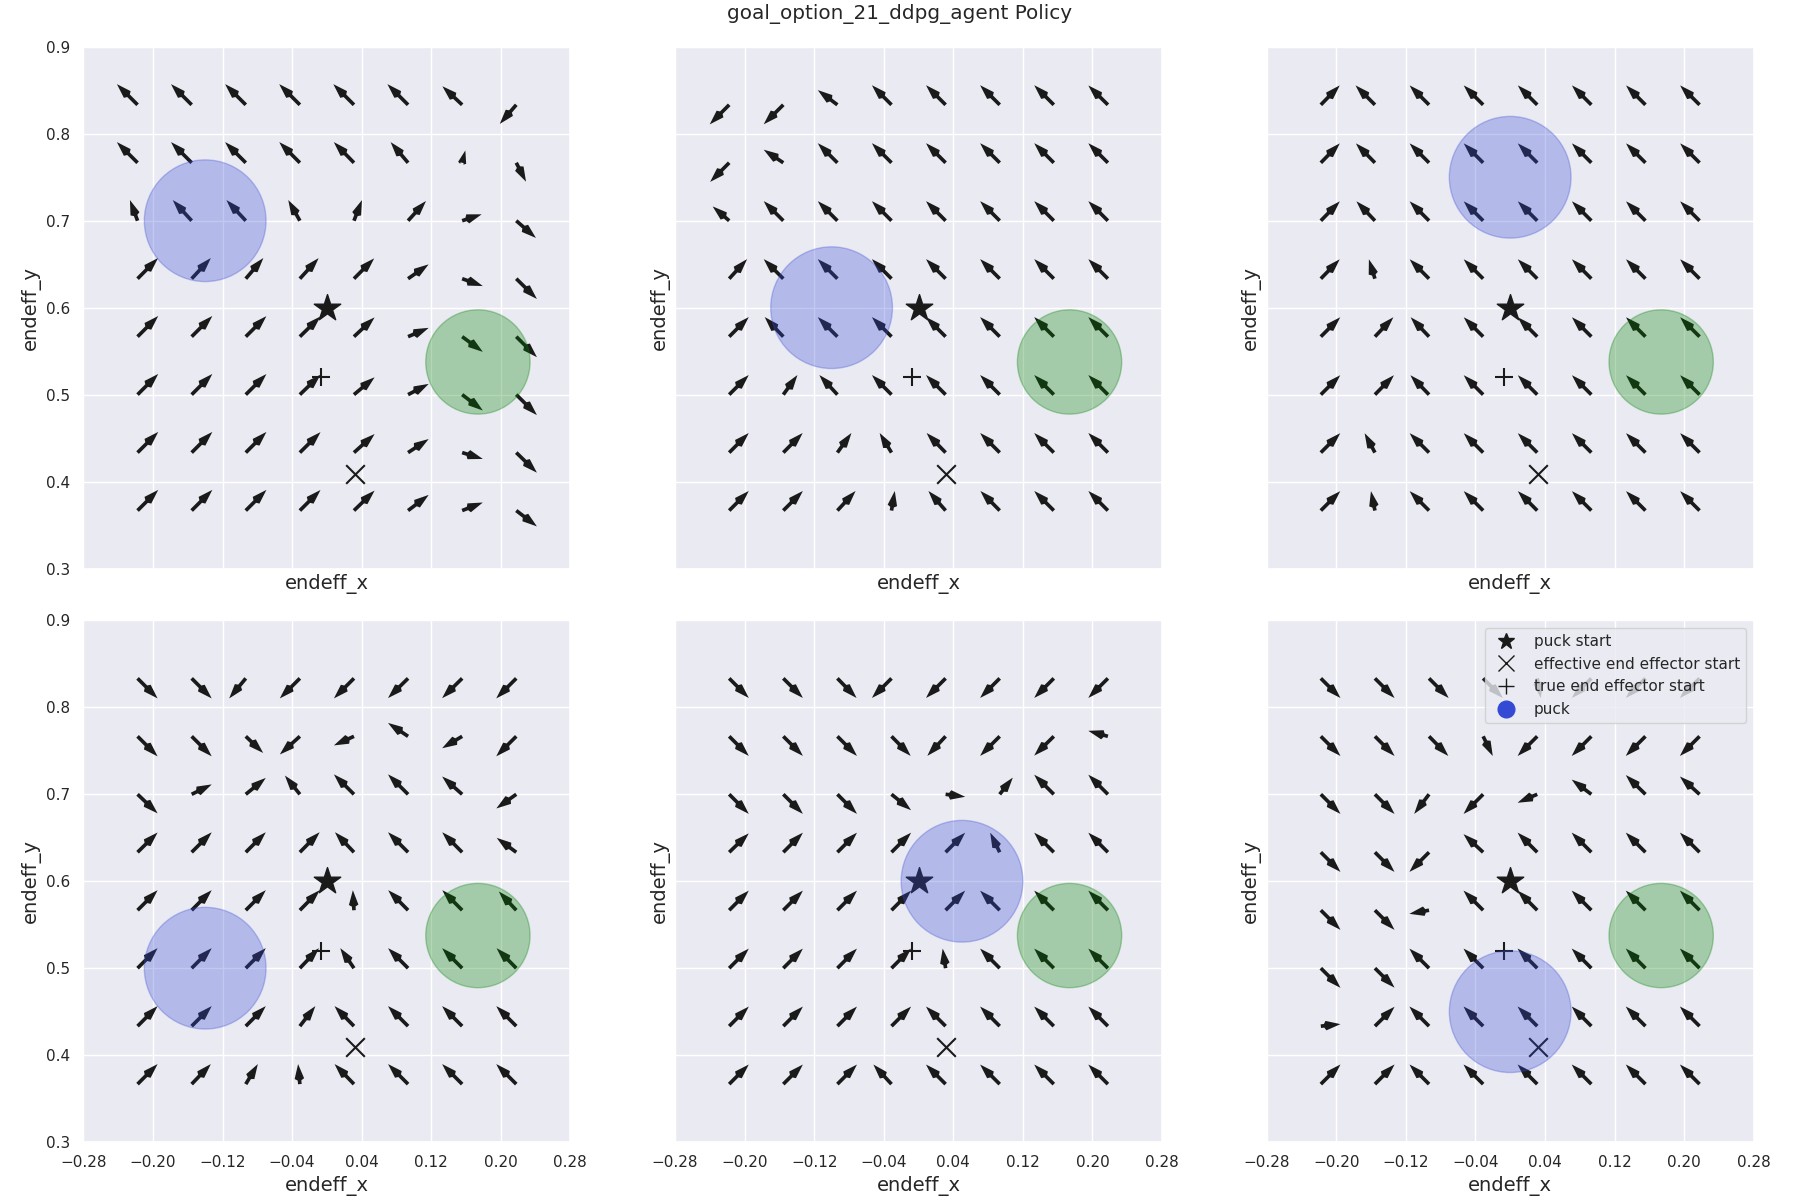 goal_option_21_ddpg_agent Policy
0.9
0.8
0.7
0.6
0.5
0.4
0.3
endeff_y
endeff_x
endeff_y
endeff_x
endeff_y
endeff_x
0.9
0.8
0.7
0.6
0.5
0.4
0.3
endeff_y
−0.28 −0.20 −0.12 −0.04 0.04 0.12 0.20 0.28
endeff_x
endeff_y
−0.28 −0.20 −0.12 −0.04 0.04 0.12 0.20 0.28
endeff_x
puck start
effective end effector start
true end effector start
puck
endeff_y
−0.28 −0.20 −0.12 −0.04 0.04 0.12 0.20 0.28
endeff_x